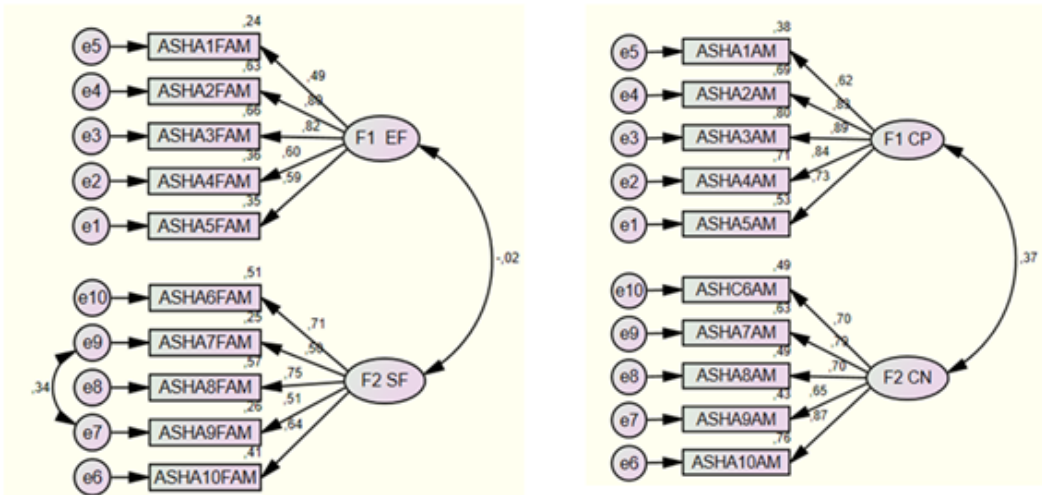 ,24
e5 ASHA1FAM
,49
,63
e4 ASHA2FAM
,80
,66
e3 ASHA3FAM
,82
F1 EF
,36
,60
e2 ASHA4FAM
,59
,35
e1 ASHA5FAM
-,02
,51
e10 ASHA6FAM
,71
,25
e9 ASHA7FAM
,50
,57
,34
e8 ASHA8FAM
,75
F2 SF
,26
,51
e7 ASHA9FAM
,64
,41
e6 ASHA10FAM
,38
e5 ASHA1AM
,62
,69
e4 ASHA2AM
,83
,80
e3 ASHA3AM
,89
F1 CP
,71
,84
e2 ASHA4AM
,73
,53
e1 ASHA5AM
,37
,49
e10 ASHC6AM
,70
,63
e9 ASHA7AM
,79
,49
e8 ASHA8AM
,70
F2 CN
,43
,65
e7 ASHA9AM
,87
,76
e6 ASHA10AM